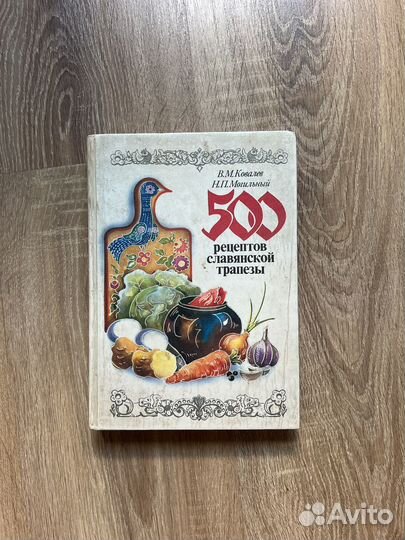 В.М.Ковалев
Н.П.Могильный
500
рецептов
славянской
трапезы
Avito